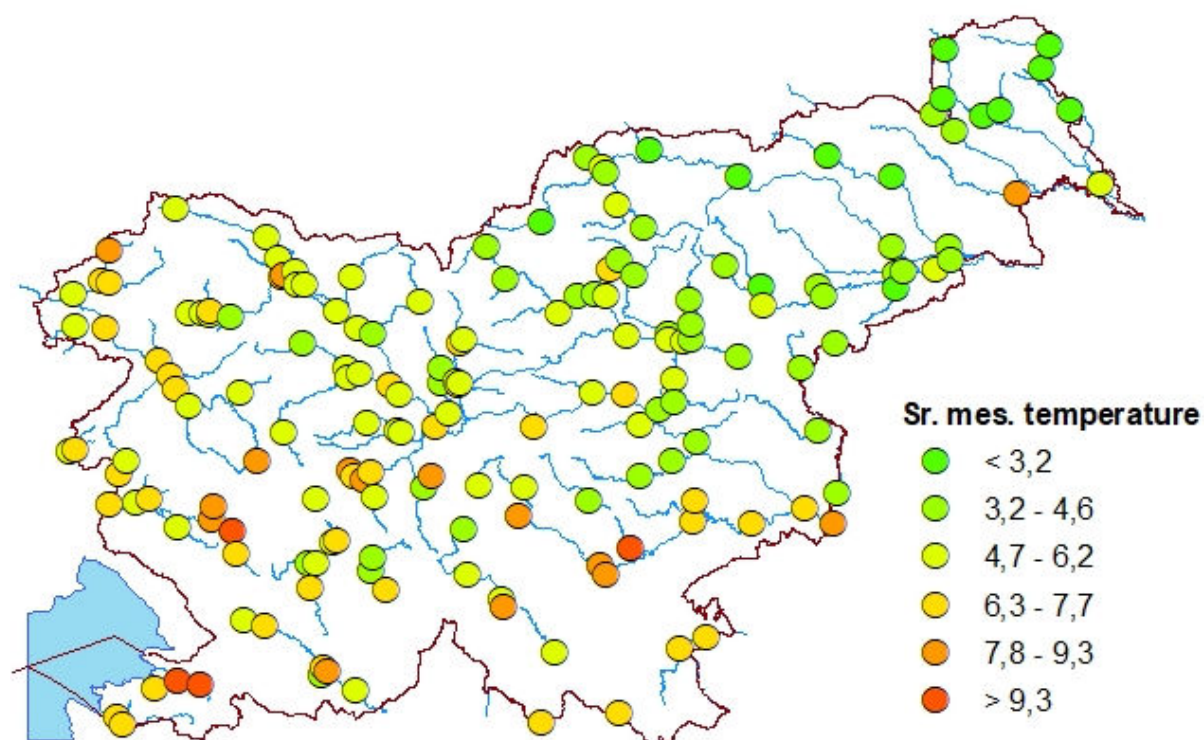 Sr. mes. temperature
< 3,2
3,2 - 4,6
4,7 - 6,2
6,3 - 7,7
7,8 - 9,3
> 9,3